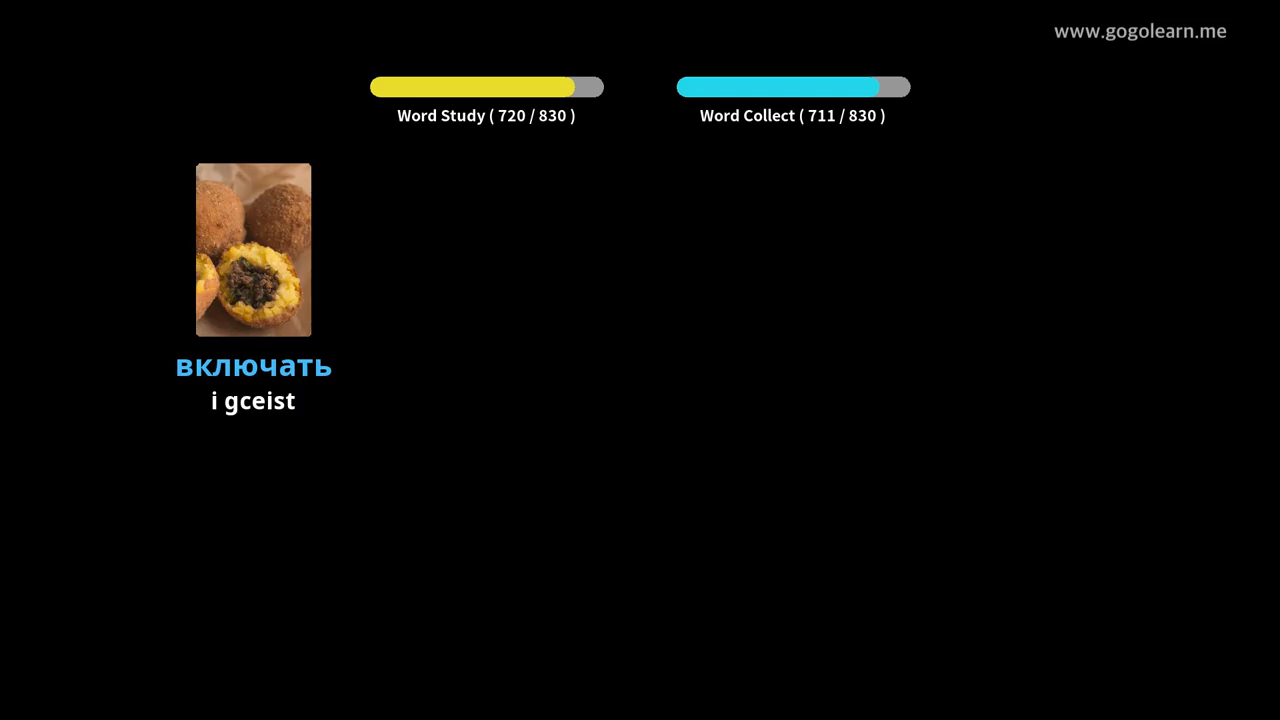 www.gogolearn.me
Word Study ( 720 / 830 )
Word Collect ( 711 / 830 )
включать
i gceist